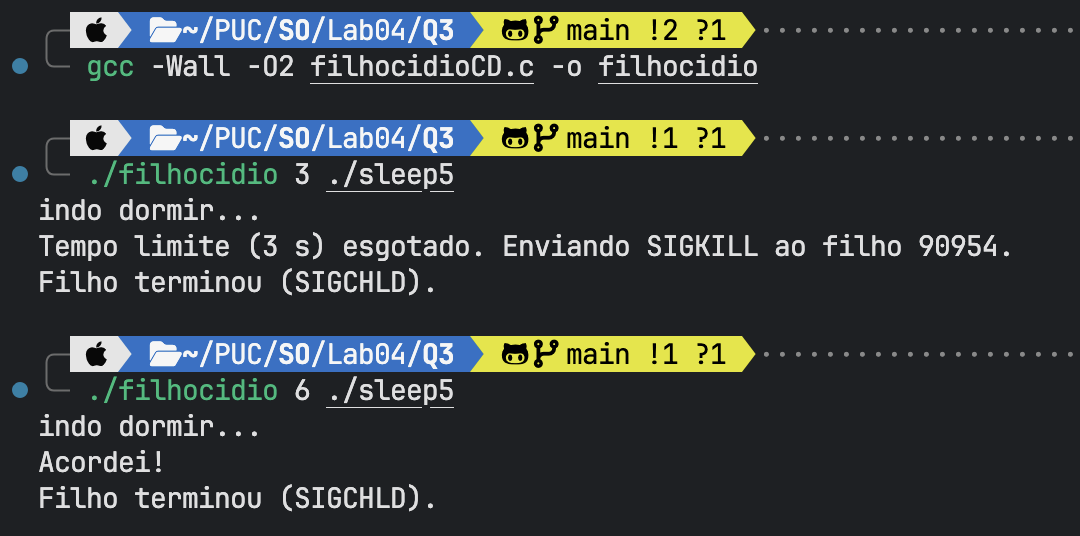 ~/PUC/SO/Lab04/Q3 main !2 ?1
gcc -Wall -O2 filhocidioCD.c -o filhocidio
~/PUC/SO/Lab04/Q3 main !1 ?1
./filhocidio 3 ./sleep5
indo dormir...
Tempo limite (3 s) esgotado. Enviando SIGKILL ao filho 90954.
Filho terminou (SIGCHLD).
~/PUC/SO/Lab04/Q3 main !1 ?1
./filhocidio 6 ./sleep5
indo dormir...
Acordei!
Filho terminou (SIGCHLD).